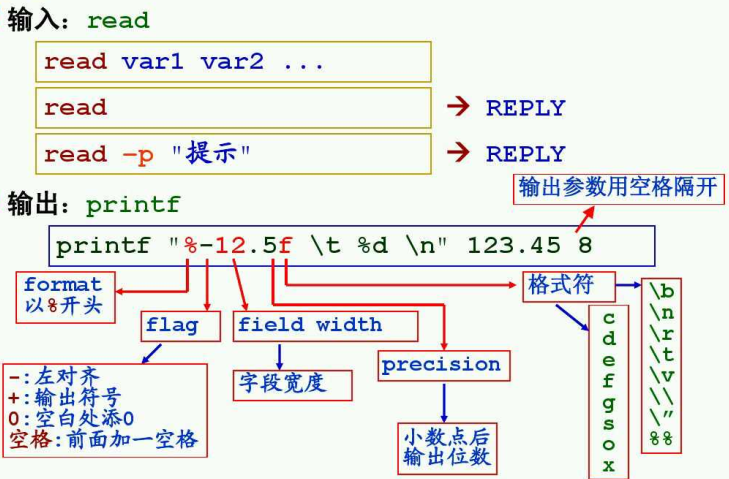 输入: read
read var1 var2 ...
read → REPLY
read -p "提示" → REPLY
输出参数用空格隔开
输出: printf
printf "%-12.5f \t %d \n" 123.45 8
format
以%开头
flag
field width
格式符
-:左对齐
+:输出符号
0:空白处添0
空格:前面加一空格
字段宽度
precision
小数点后
输出位数
c
d
e
f
g
s
o
x
\b
\n
\r
\t
\v
\\
\"
%%